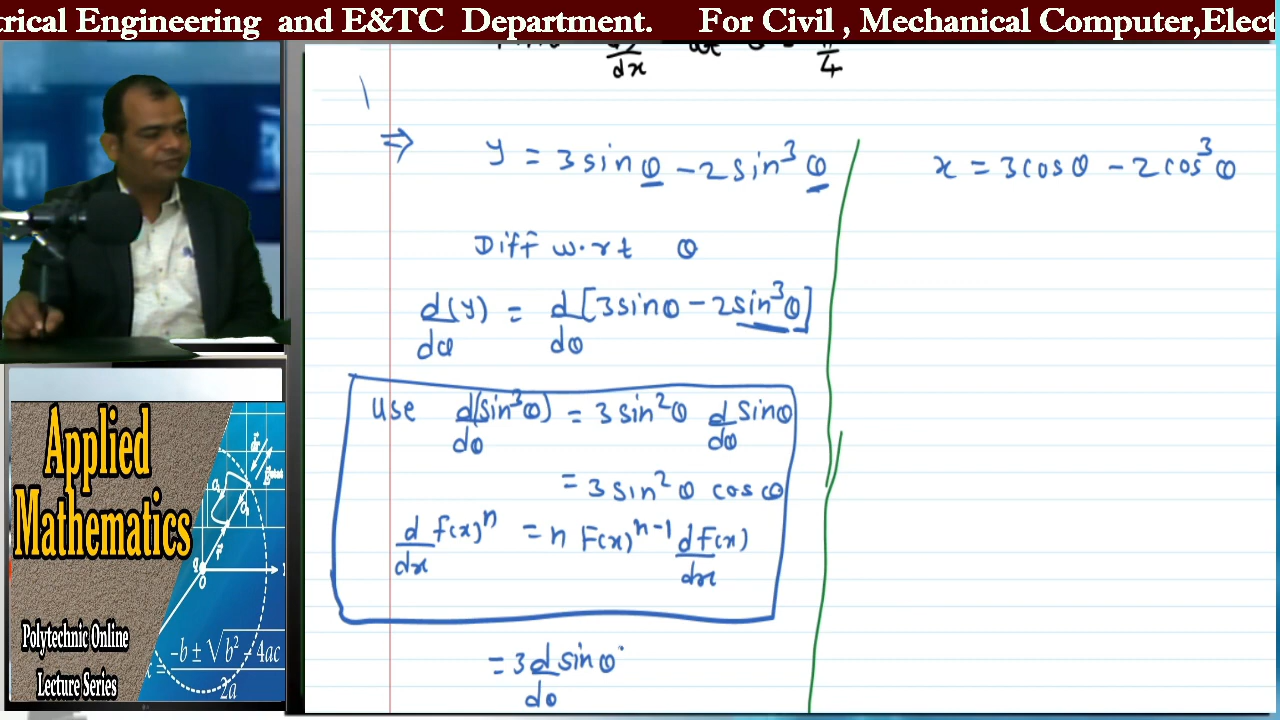 trical Engineering and E&TC Department. For Civil , Mechanical Computer,Elect
dy/dx at θ = π/4
⇒ y = 3sinθ - 2sin³θ
x = 3cosθ - 2cos³θ
Diff w.r.t θ
d(y)/dθ = d/dθ [3sinθ - 2sin³θ]
use d(sin³θ)/dθ = 3sin²θ d/dθ sinθ
= 3sin²θ cosθ
d/dx f(x)ⁿ = n F(x)ⁿ⁻¹ dF(x)/dx
= 3 d/dθ sinθ
Applied
Mathematics
Polytechnic Online
Lecture Series
-b ± √b² - 4ac
2a